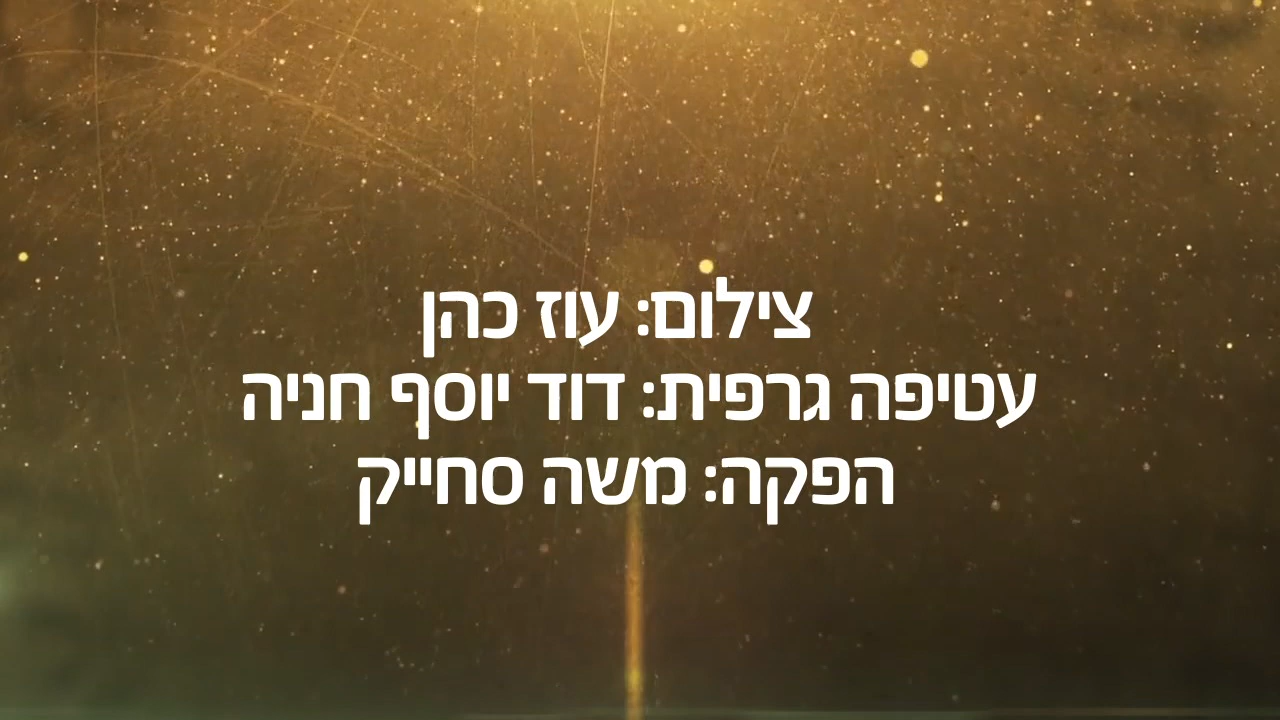 צילום: עוז כהן
עטיפה גרפית: דוד יוסף חניה
הפקה: משה סחייק